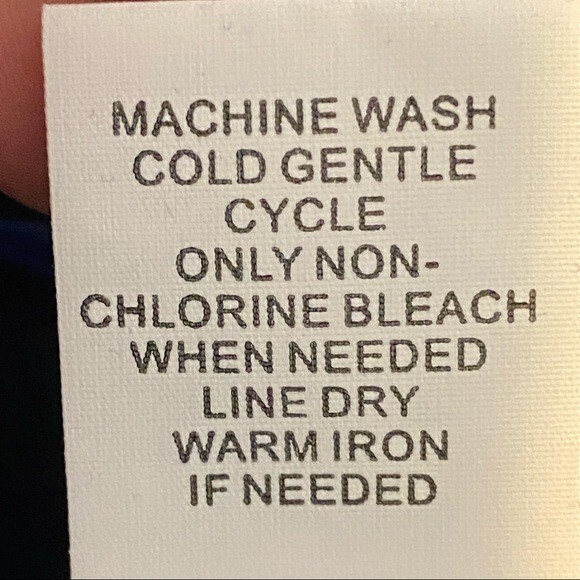 MACHINE WASH
COLD GENTLE
CYCLE
ONLY NON-
CHLORINE BLEACH
WHEN NEEDED
LINE DRY
WARM IRON
IF NEEDED